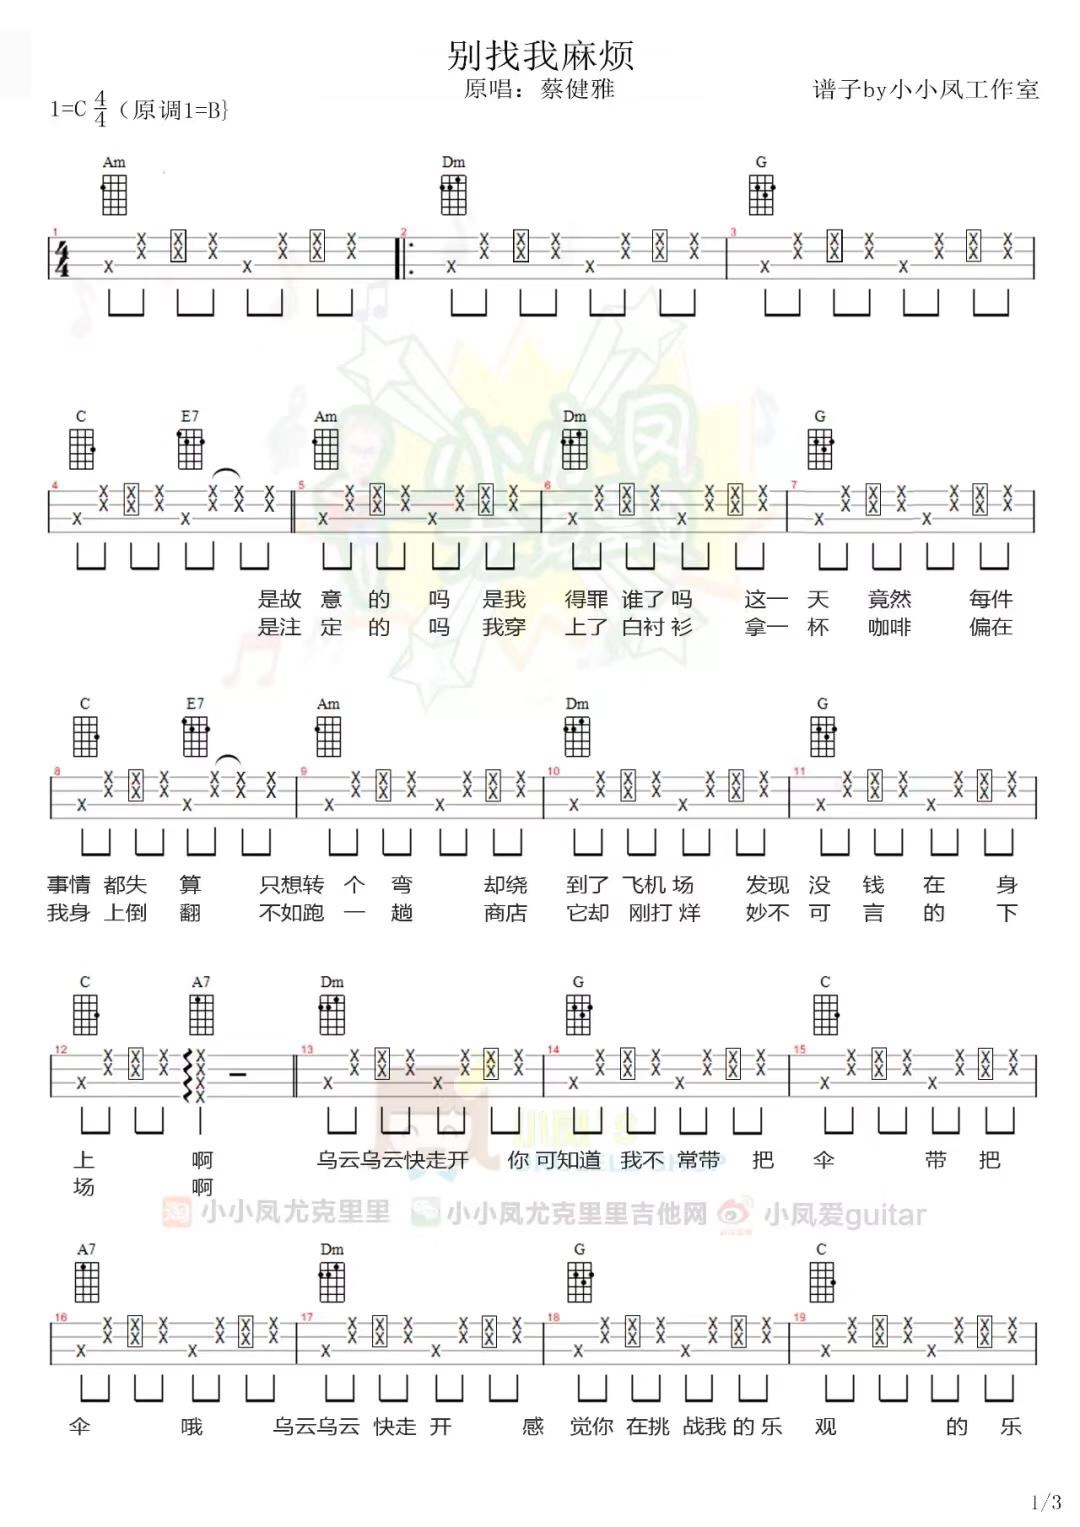 别找我麻烦
原唱：蔡健雅
谱子by小小凤工作室
1=C 4/4（原调1=B}
Am Dm G
1 2 3
C E7 Am Dm G
4 5 6 7
是故 意 的 吗 是我 得罪 谁了 吗 这一 天 竟然 每件
是注 定 的 吗 我穿 上了 白衬 衫 拿一 杯 咖啡 偏在
C E7 Am Dm G
8 9 10 11
事情 都失 算 只想转 个 弯 却绕 到了 飞机 场 发现 没 钱 在 身
我身 上倒 翻 不如跑 一 趟 商店 它却 刚打 烊 妙不 可 言 的 下
C A7 Dm G C
12 13 14 15
上 啊 乌云乌云快走开 你 可知道 我不 常带 把 伞 带 把
场 啊
淘 小小凤尤克里里 小小凤尤克里里吉他网 小凤爱guitar
A7 Dm G C
16 17 18 19
伞 哦 乌云乌云 快走 开 感 觉你 在挑 战我 的 乐 观 的 乐
1/3